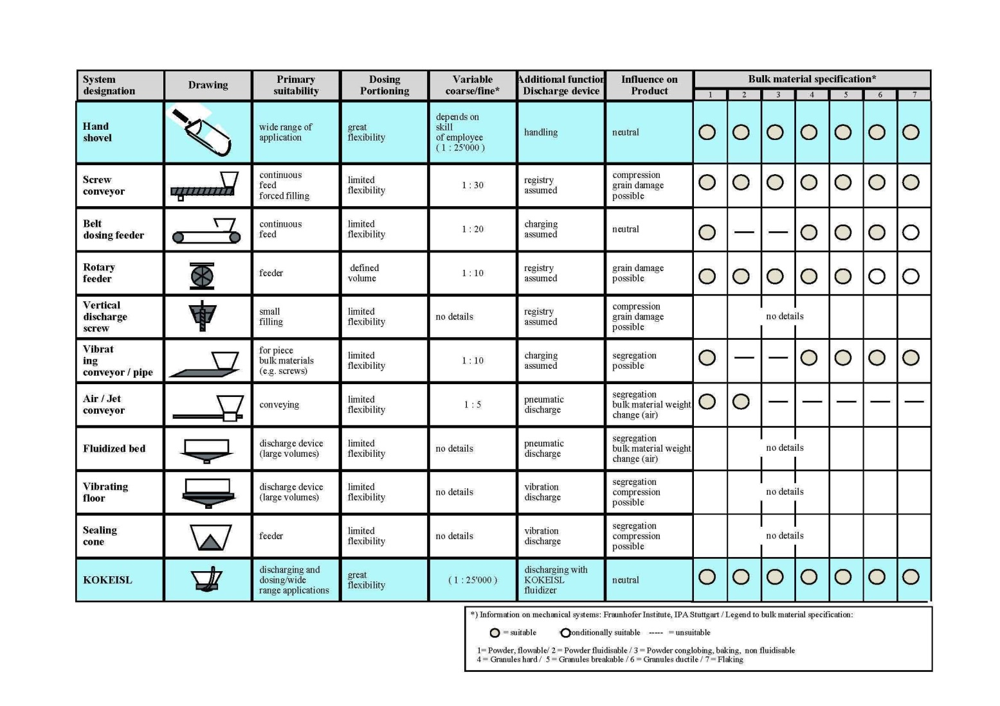 System designation Drawing Primary suitability Dosing Portioning Variable coarse/fine* Additional function Discharge device Influence on Product Bulk material specification*
1 2 3 4 5 6 7
Hand shovel wide range of application great flexibility depends on skill of employee ( 1 : 25'000 ) handling neutral
Screw conveyor continuous feed forced filling limited flexibility 1 : 30 registry assumed compression grain damage possible
Belt dosing feeder continuous feed limited flexibility 1 : 20 charging assumed neutral — —
Rotary feeder feeder defined volume 1 : 10 registry assumed grain damage possible
Vertical discharge screw small filling limited flexibility no details registry assumed compression grain damage possible no details
Vibrat ing conveyor / pipe for piece bulk materials (e.g. screws) limited flexibility 1 : 10 charging assumed segregation possible — —
Air / Jet conveyor conveying limited flexibility 1 : 5 pneumatic discharge segregation bulk material weight change (air) — — — — —
Fluidized bed discharge device (large volumes) limited flexibility no details pneumatic discharge segregation bulk material weight change (air) no details
Vibrating floor discharge device (large volumes) limited flexibility no details vibration discharge segregation compression possible no details
Sealing cone feeder limited flexibility no details vibration discharge segregation compression possible no details
KOKEISL discharging and dosing/wide range applications great flexibility ( 1 : 25'000 ) discharging with KOKEISL fluidizer neutral
*) Information on mechanical systems: Fraunhofer Institute, IPA Stuttgart / Legend to bulk material specification:
= suitable onditionally suitable ----- = unsuitable
1= Powder, flowable/ 2 = Powder fluidisable / 3 = Powder conglobing, baking, non fluidisable
4 = Granules hard / 5 = Granules breakable / 6 = Granules ductile / 7 = Flaking